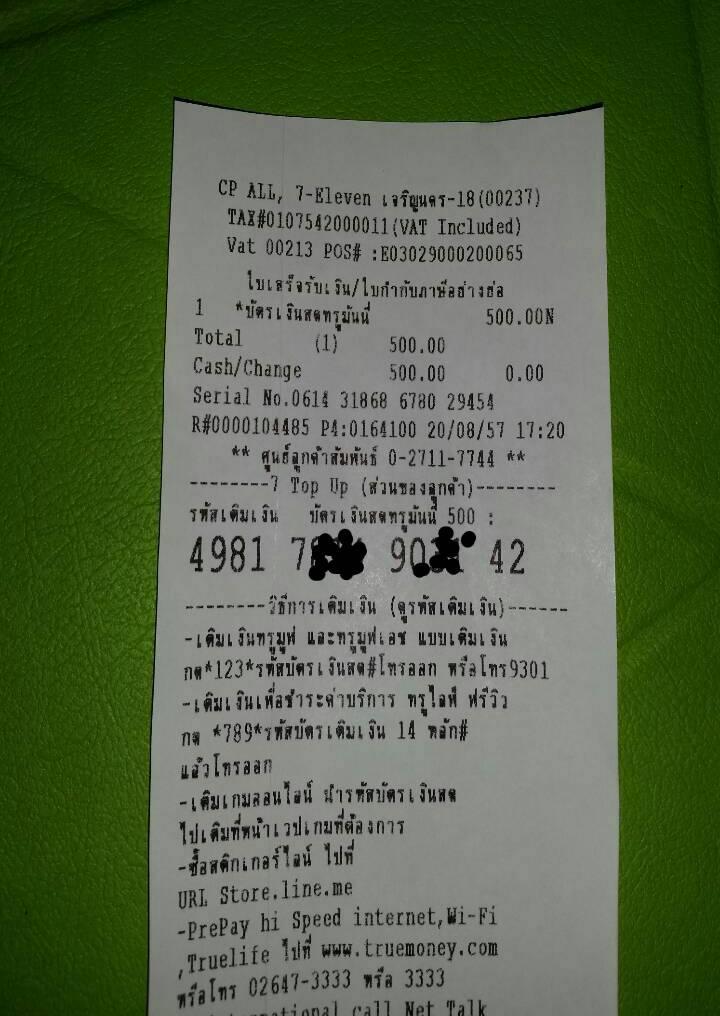 CP ALL, 7-Eleven เจริญนคร-18(00237)
TAX#0107542000011(VAT Included)
Vat 00213 POS# :E03029000200065
ใบเสร็จรับเงิน/ใบกำกับภาษีอย่างย่อ
1 *บัตรเงินสดทรูมันนี่ 500.00N
Total (1) 500.00
Cash/Change 500.00 0.00
Serial No.0614 31868 6780 29454
R#0000104485 P4:0164100 20/08/57 17:20
** ศูนย์ลูกค้าสัมพันธ์ 0-2711-7744 **
--------7 Top Up (ส่วนของลูกค้า)--------
รหัสเติมเงิน บัตรเงินสดทรูมันนี่ 500 :
4981 7 90 42
--------วิธีการเติมเงิน (ดูรหัสเติมเงิน)------
-เติมเงินทรูมูฟ และทรูมูฟเอช แบบเติมเงิน
กด*123*รหัสบัตรเงินสด#โทรออก หรือโทร9301
-เติมเงินเพื่อชำระค่าบริการ ทรูไลฟ์ ฟรีวิว
กด *789*รหัสบัตรเติมเงิน 14 หลัก#
แล้วโทรออก
-เติมเกมออนไลน์ นำรหัสบัตรเงินสด
ไปเติมที่หน้าเวปเกมที่ต้องการ
-ซื้อสติกเกอร์ไลน์ ไปที่
URL Store.line.me
-PrePay hi Speed internet,Wi-Fi
,Truelife ไปที่ www.truemoney.com
หรือโทร 02647-3333 หรือ 3333
call Net Talk